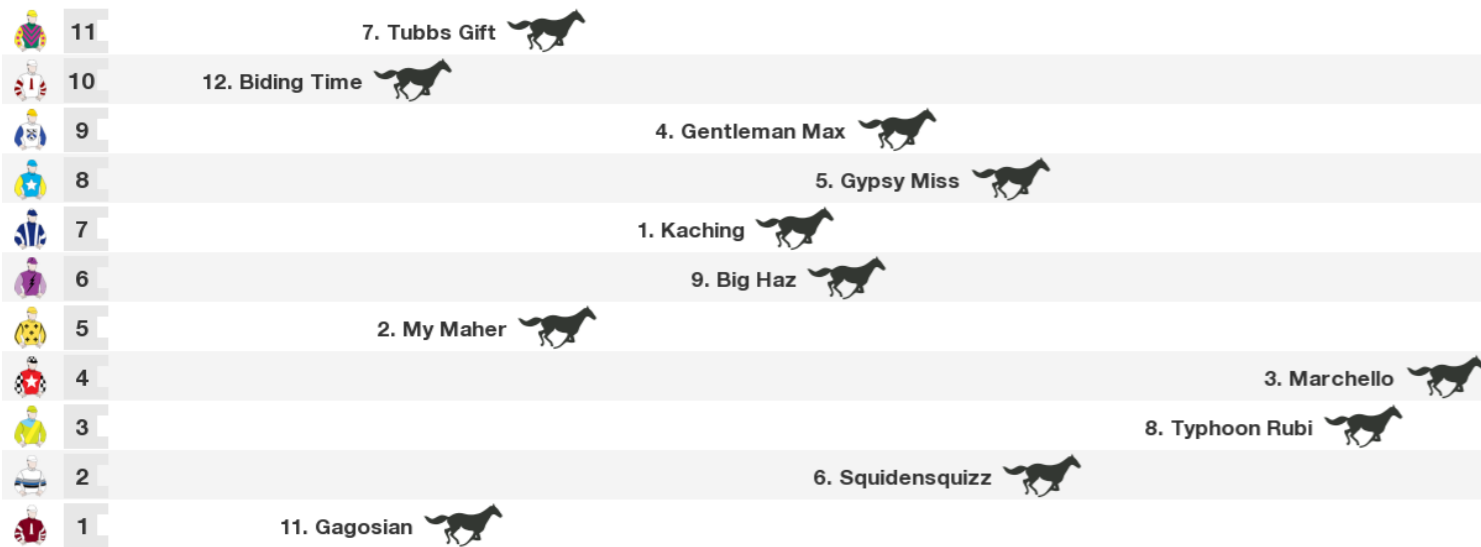 11 7. Tubbs Gift
10 12. Biding Time
9 4. Gentleman Max
8 5. Gypsy Miss
7 1. Kaching
6 9. Big Haz
5 2. My Maher
4 3. Marchello
3 8. Typhoon Rubi
2 6. Squidensquizz
1 11. Gagosian